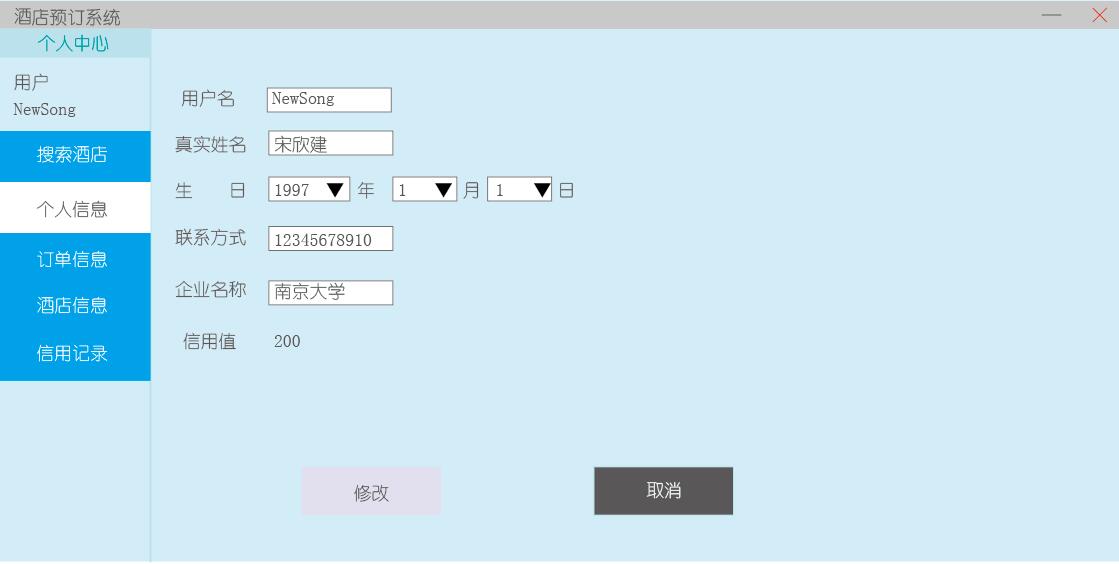 酒店预订系统
个人中心
用户
NewSong
搜索酒店
个人信息
订单信息
酒店信息
信用记录
用户名 NewSong
真实姓名 宋欣建
生 日 1997 年 1 月 1 日
联系方式 12345678910
企业名称 南京大学
信用值 200
修改 取消